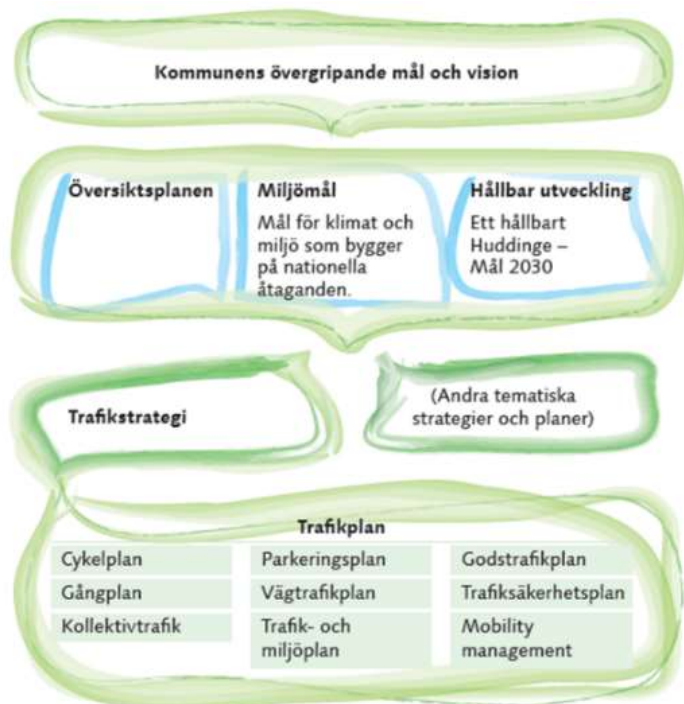 Kommunens övergripande mål och vision
Översiktsplanen
Miljömål
Mål för klimat och
miljö som bygger
på nationella
åtaganden.
Hållbar utveckling
Ett hållbart
Huddinge –
Mål 2030
Trafikstrategi
(Andra tematiska
strategier och planer)
Trafikplan
Cykelplan
Parkeringsplan
Godstrafikplan
Gångplan
Vägtrafikplan
Trafiksäkerhetsplan
Kollektivtrafik
Trafik- och
miljöplan
Mobility
management